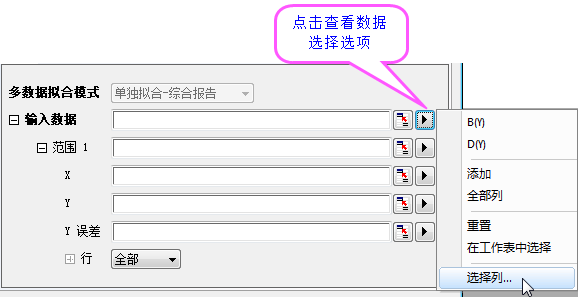 点击查看数据
选择选项
多数据拟合模式 单独拟合-综合报告
输入数据
范围 1
X
Y
Y 误差
行 全部
B(Y)
D(Y)
添加
全部列
重置
在工作表中选择
选择列...